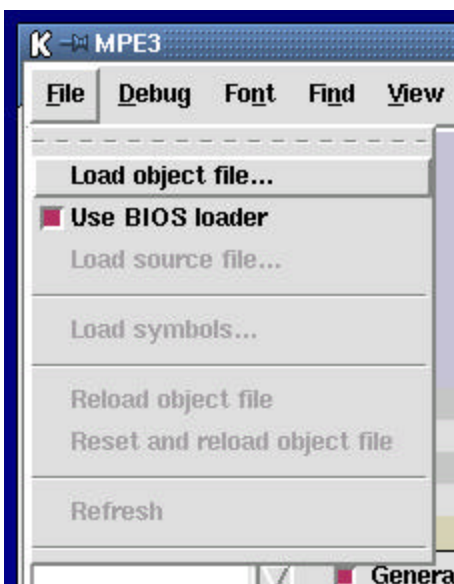 K MPE3
File Debug Font Find View
Load object file...
Use BIOS loader
Load source file...
Load symbols...
Reload object file
Reset and reload object file
Refresh
Genera